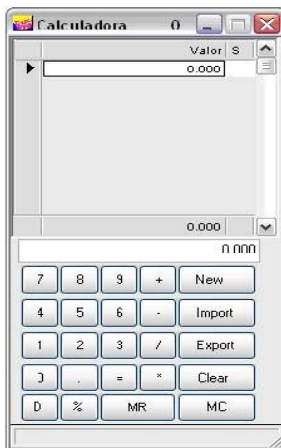 Calculadora 0
Valor S
0.000
0.000
0.000
7 8 9 + New
4 5 6 - Import
1 2 3 / Export
. = * Clear
D % MR MC